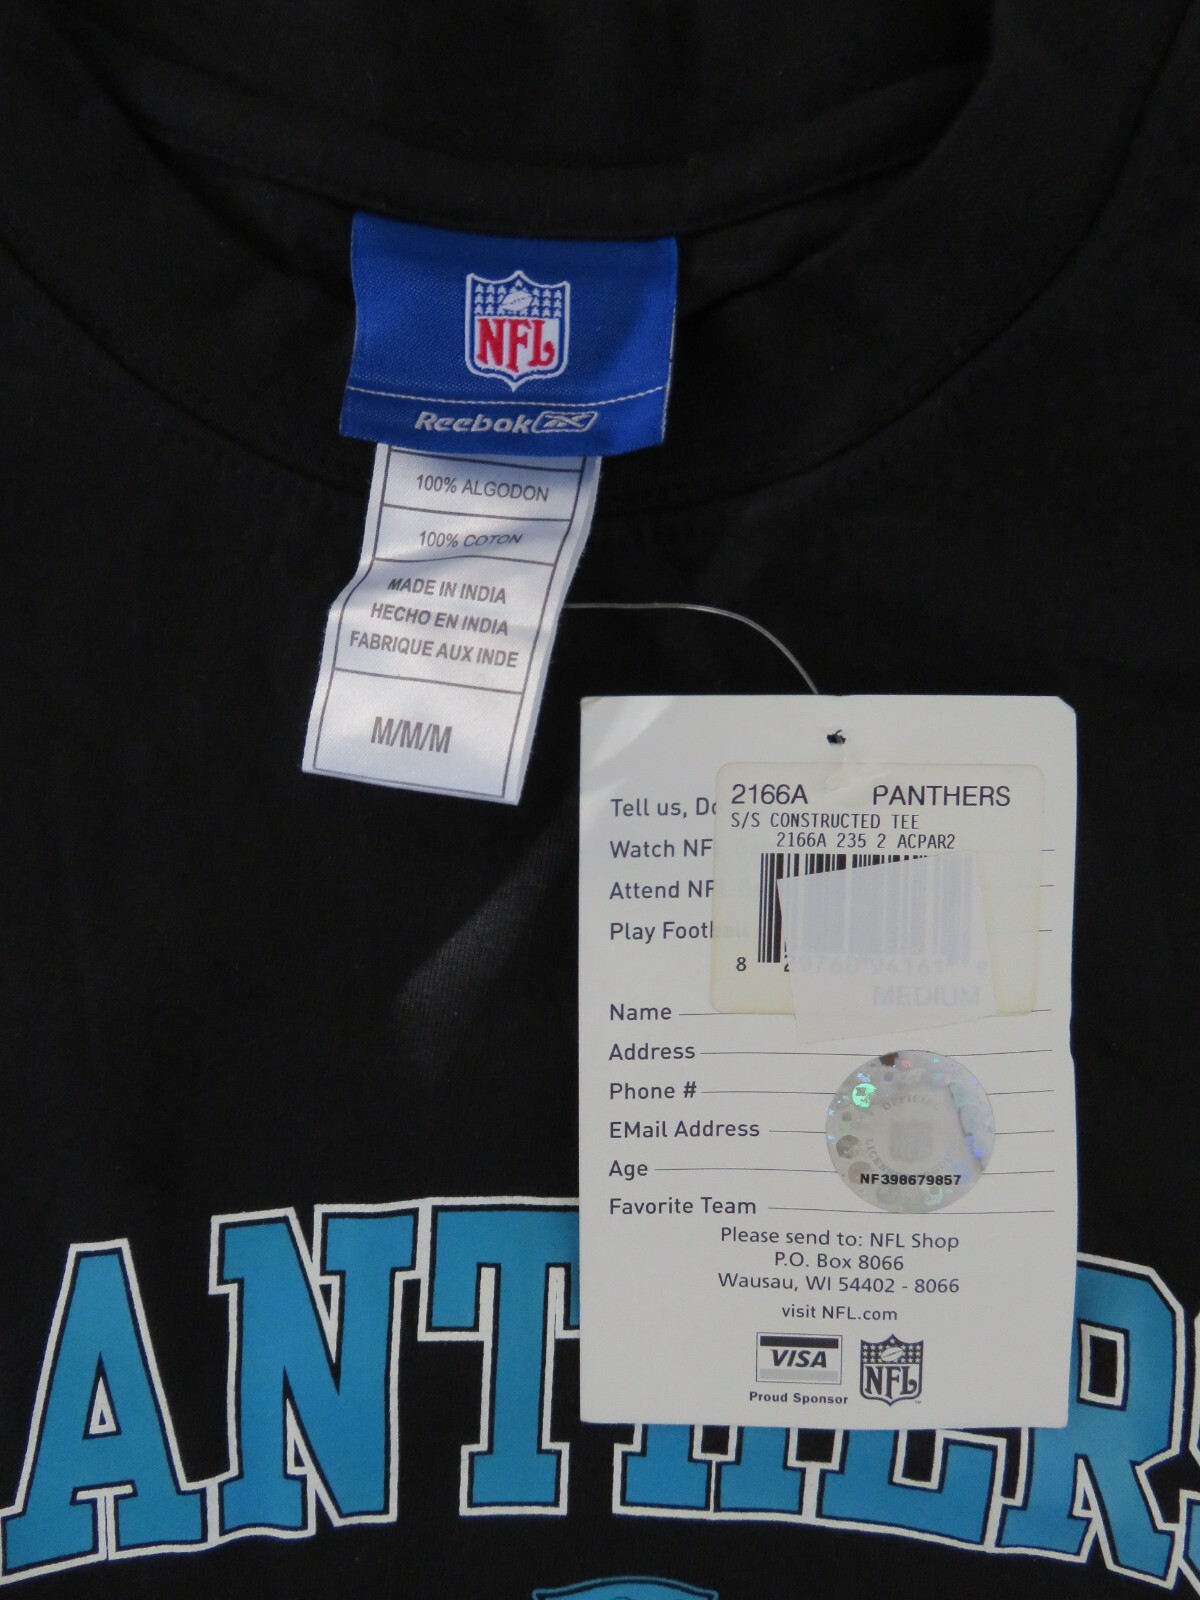 NFL
Reebok
100% ALGODON
100% COTON
MADE IN INDIA
HECHO EN INDIA
FABRIQUE AUX INDE
M/M/M
2166A PANTHERS
S/S CONSTRUCTED TEE
2166A 235 2 ACPAR2
8
MEDIUM
Tell us, Do
Watch NF
Attend NF
Play Footb
Name
Address
Phone #
EMail Address
Age
Favorite Team
OFFICIAL
NF398679857
Please send to: NFL Shop
P.O. Box 8066
Wausau, WI 54402 - 8066
visit NFL.com
VISA
Proud Sponsor
NFL
ANTHERS